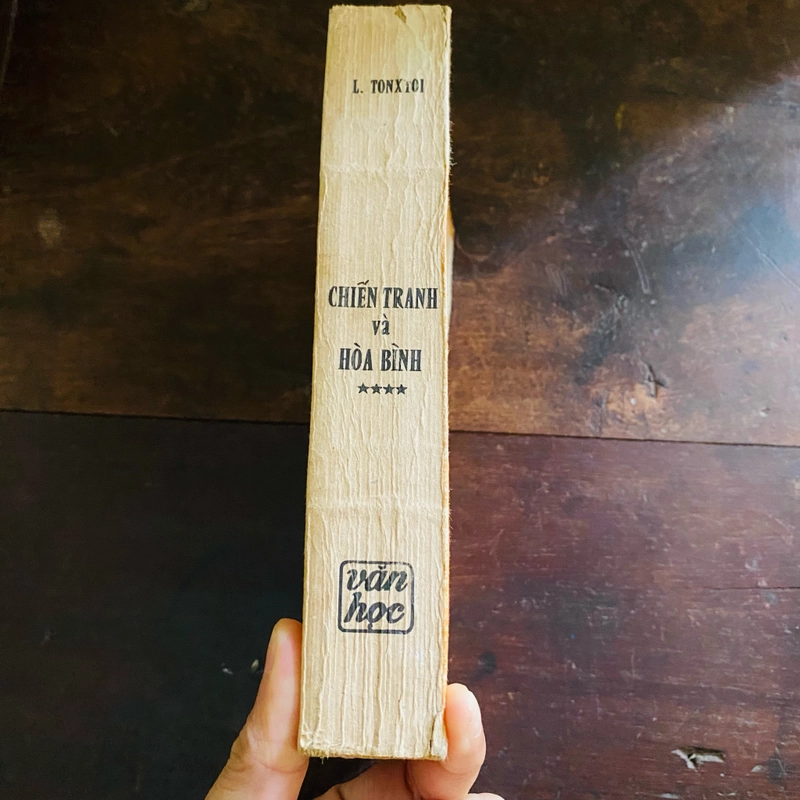 L. TONXTOI
CHIẾN TRANH
và
HÒA BÌNH
★★★★
văn
học